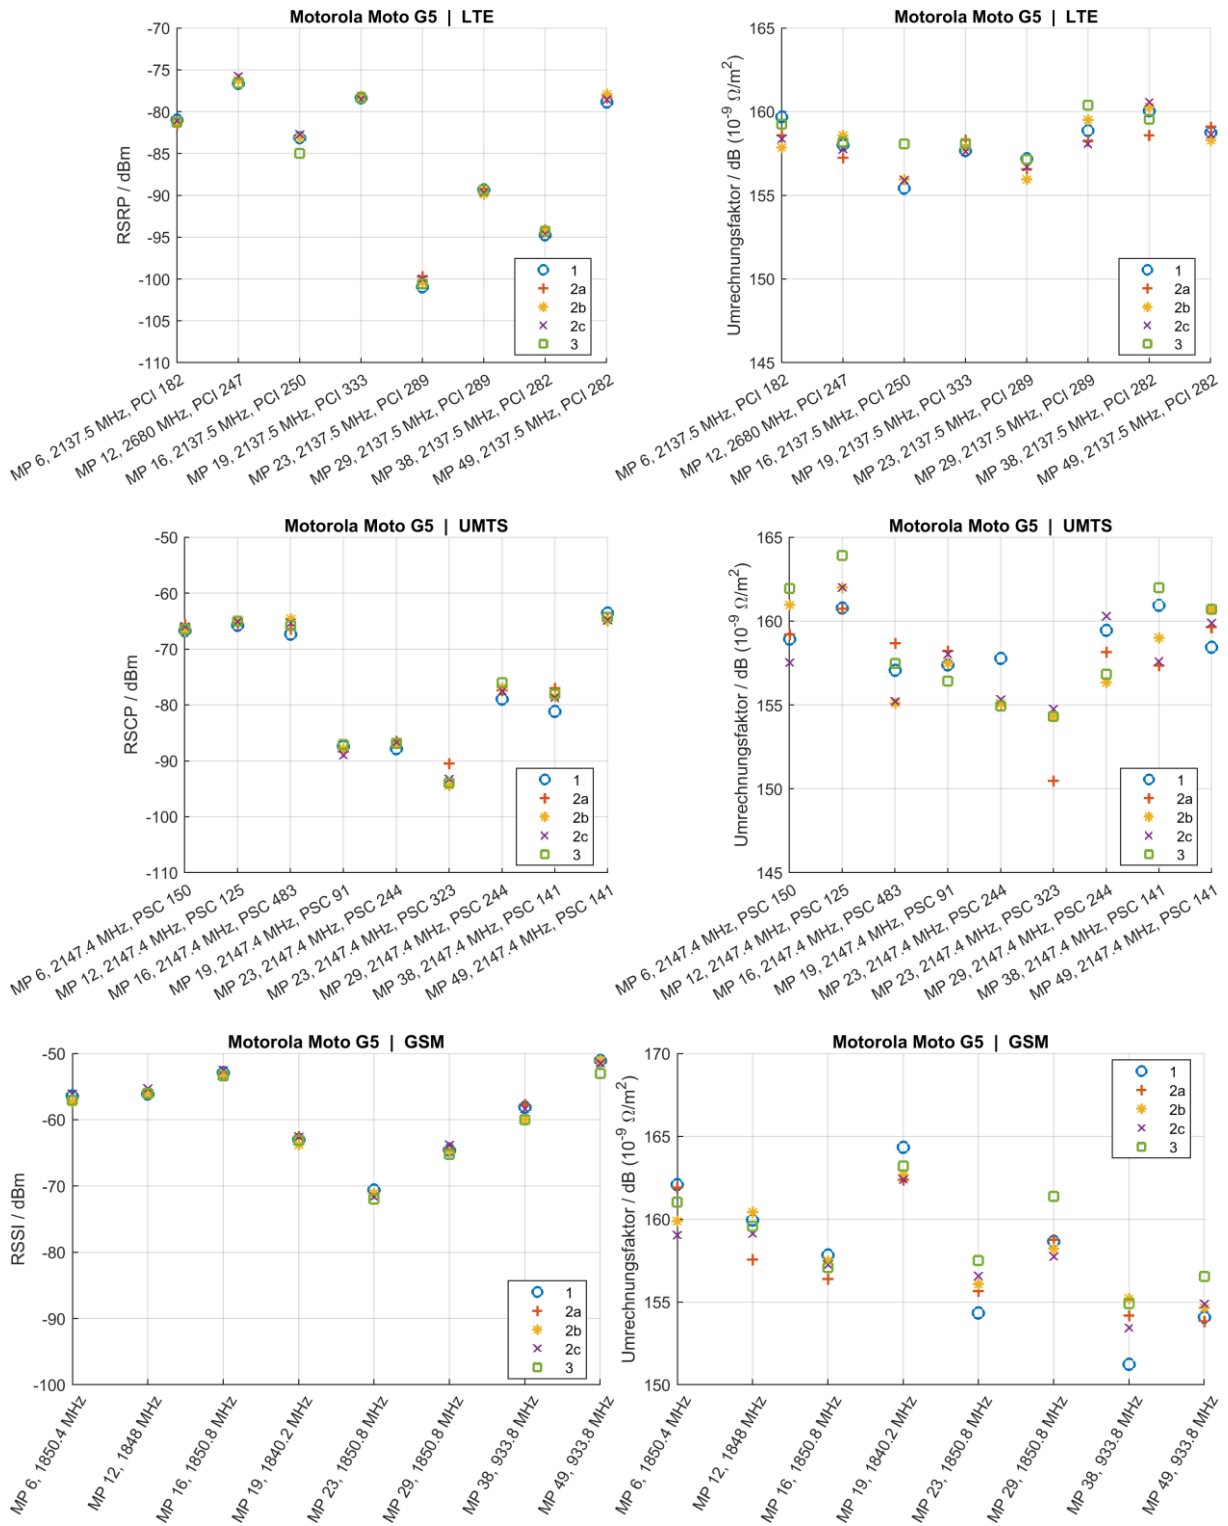 Motorola Moto G5 | LTE
RSRP / dBm
-70
-75
-80
-85
-90
-95
-100
-105
-110
1
2a
2b
2c
3
MP 6, 2137.5 MHz, PCI 182
MP 12, 2680 MHz, PCI 247
MP 16, 2137.5 MHz, PCI 250
MP 19, 2137.5 MHz, PCI 333
MP 23, 2137.5 MHz, PCI 289
MP 29, 2137.5 MHz, PCI 289
MP 38, 2137.5 MHz, PCI 282
MP 49, 2137.5 MHz, PCI 282
Motorola Moto G5 | LTE
Umrechnungsfaktor / dB (10⁻⁹ Ω/m²)
165
160
155
150
145
1
2a
2b
2c
3
MP 6, 2137.5 MHz, PCI 182
MP 12, 2680 MHz, PCI 247
MP 16, 2137.5 MHz, PCI 250
MP 19, 2137.5 MHz, PCI 333
MP 23, 2137.5 MHz, PCI 289
MP 29, 2137.5 MHz, PCI 289
MP 38, 2137.5 MHz, PCI 282
MP 49, 2137.5 MHz, PCI 282
Motorola Moto G5 | UMTS
RSCP / dBm
-50
-60
-70
-80
-90
-100
-110
1
2a
2b
2c
3
MP 6, 2147.4 MHz, PSC 150
MP 12, 2147.4 MHz, PSC 125
MP 16, 2147.4 MHz, PSC 483
MP 19, 2147.4 MHz, PSC 91
MP 23, 2147.4 MHz, PSC 244
MP 23, 2147.4 MHz, PSC 323
MP 29, 2147.4 MHz, PSC 244
MP 38, 2147.4 MHz, PSC 141
MP 49, 2147.4 MHz, PSC 141
Motorola Moto G5 | UMTS
Umrechnungsfaktor / dB (10⁻⁹ Ω/m²)
165
160
155
150
145
1
2a
2b
2c
3
MP 6, 2147.4 MHz, PSC 150
MP 12, 2147.4 MHz, PSC 125
MP 16, 2147.4 MHz, PSC 483
MP 19, 2147.4 MHz, PSC 91
MP 23, 2147.4 MHz, PSC 244
MP 23, 2147.4 MHz, PSC 323
MP 29, 2147.4 MHz, PSC 244
MP 38, 2147.4 MHz, PSC 141
MP 49, 2147.4 MHz, PSC 141
Motorola Moto G5 | GSM
RSSI / dBm
-50
-60
-70
-80
-90
-100
1
2a
2b
2c
3
MP 6, 1850.4 MHz
MP 12, 1848 MHz
MP 16, 1850.8 MHz
MP 19, 1840.2 MHz
MP 23, 1850.8 MHz
MP 29, 1850.8 MHz
MP 38, 933.8 MHz
MP 49, 933.8 MHz
Motorola Moto G5 | GSM
Umrechnungsfaktor / dB (10⁻⁹ Ω/m²)
170
165
160
155
150
1
2a
2b
2c
3
MP 6, 1850.4 MHz
MP 12, 1848 MHz
MP 16, 1850.8 MHz
MP 19, 1840.2 MHz
MP 23, 1850.8 MHz
MP 29, 1850.8 MHz
MP 38, 933.8 MHz
MP 49, 933.8 MHz